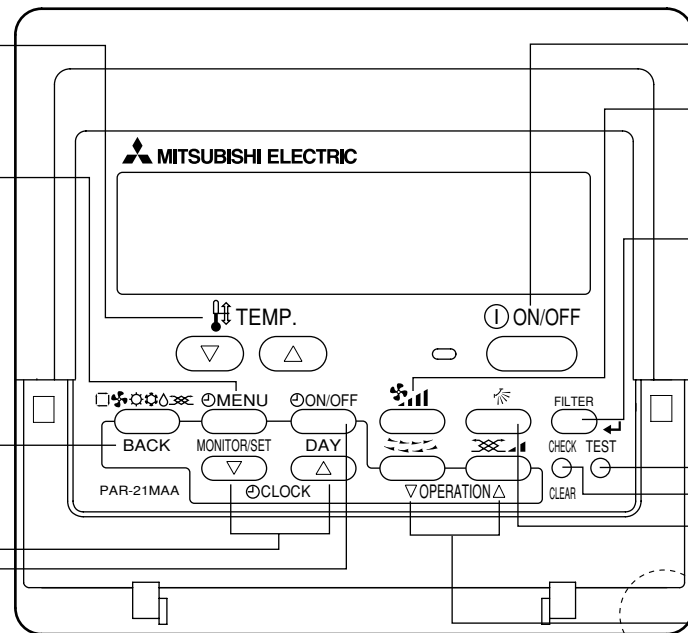 MITSUBISHI ELECTRIC
TEMP. ON/OFF
MENU ON/OFF FILTER
BACK MONITOR/SET DAY CHECK TEST
PAR-21MAA CLOCK OPERATION CLEAR